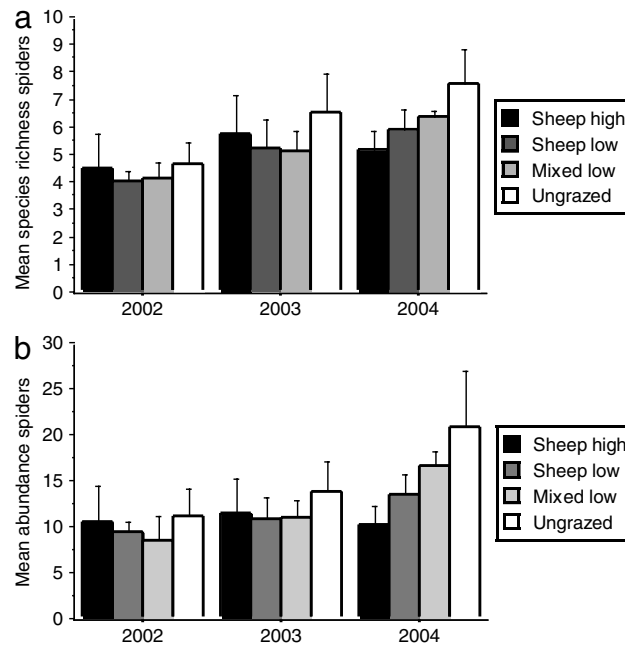 a
Mean species richness spiders
10
9
8
7
6
5
4
3
2
1
0
2002
2003
2004
Sheep high
Sheep low
Mixed low
Ungrazed
b
Mean abundance spiders
30
25
20
15
10
5
0
2002
2003
2004
Sheep high
Sheep low
Mixed low
Ungrazed